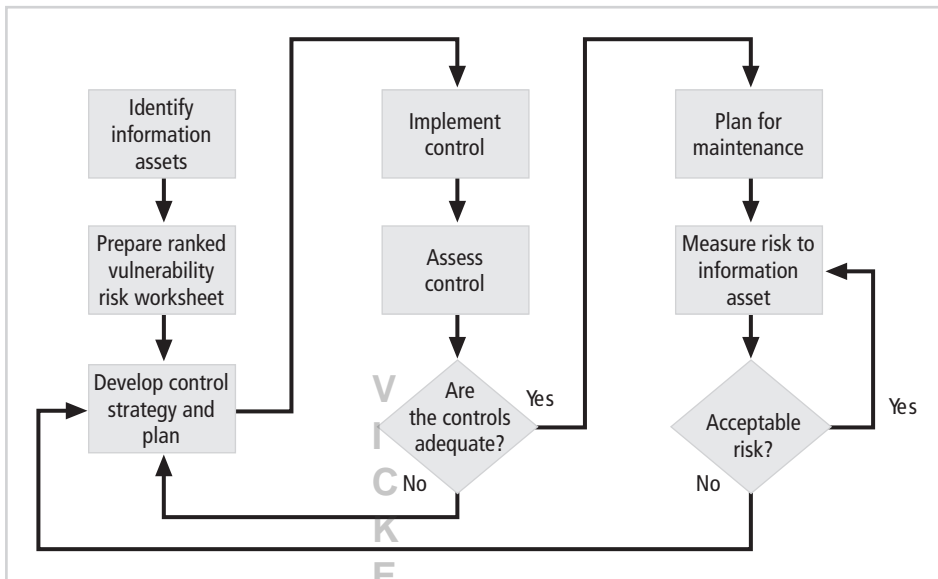 Identify
information
assets
Prepare ranked
vulnerability
risk worksheet
Develop control
strategy and
plan
Implement
control
Assess
control
Are
the controls
adequate?
Yes
No
Plan for
maintenance
Measure risk to
information
asset
Acceptable
risk?
Yes
No
V
I
C
K
E